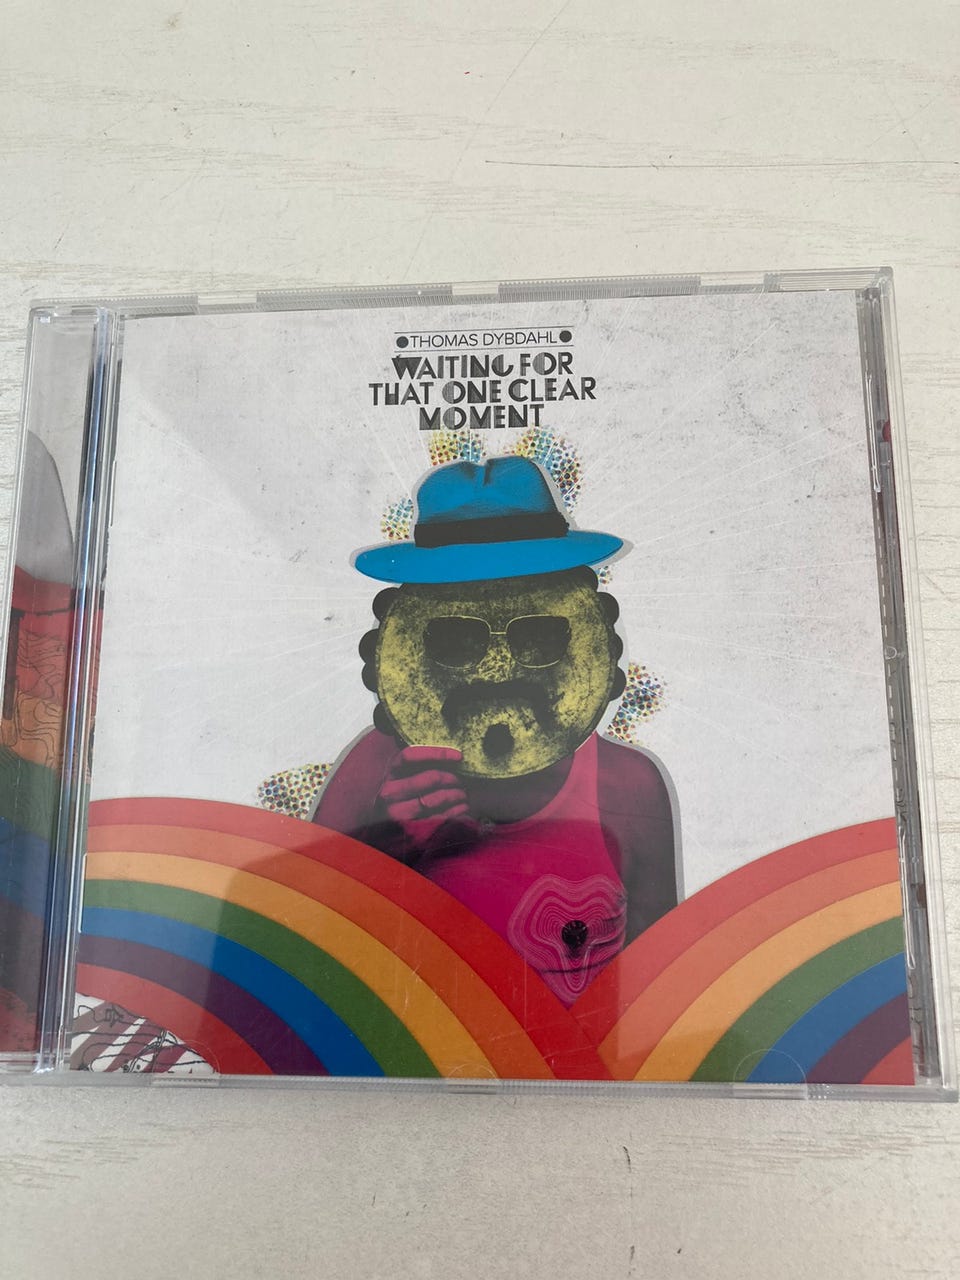 THOMAS DYBDAHL
WAITING FOR
THAT ONE CLEAR
MOMENT